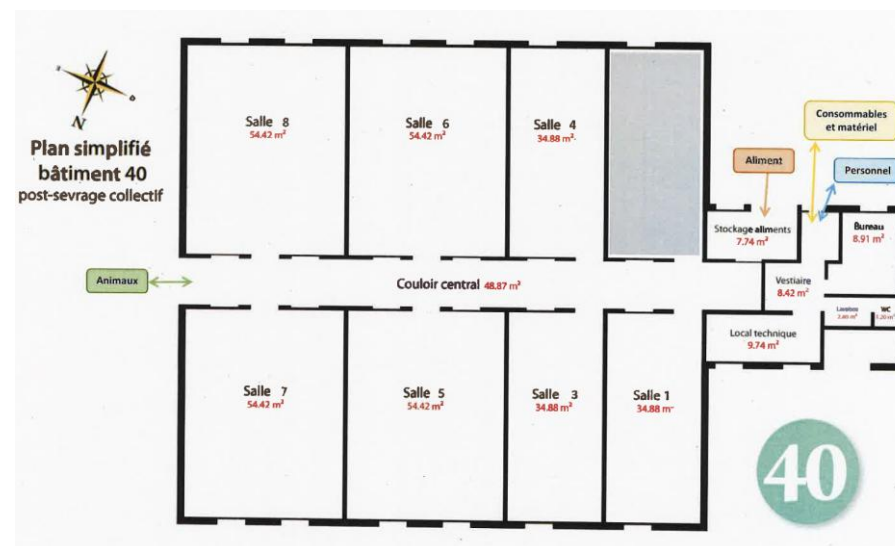 N
Plan simplifié
bâtiment 40
post-sevrage collectif
Salle 8
54.42 m²
Salle 6
54.42 m²
Salle 4
34.88 m²
Consommables
et matériel
Aliment
Personnel
Stockage aliments
7.74 m²
Bureau
8.91 m²
Animaux
Couloir central 48.87 m²
Vestiaire
8.42 m²
WC
Local technique
9.74 m²
Salle 7
54.42 m²
Salle 5
54.42 m²
Salle 3
34.88 m²
Salle 1
34.88 m²
40